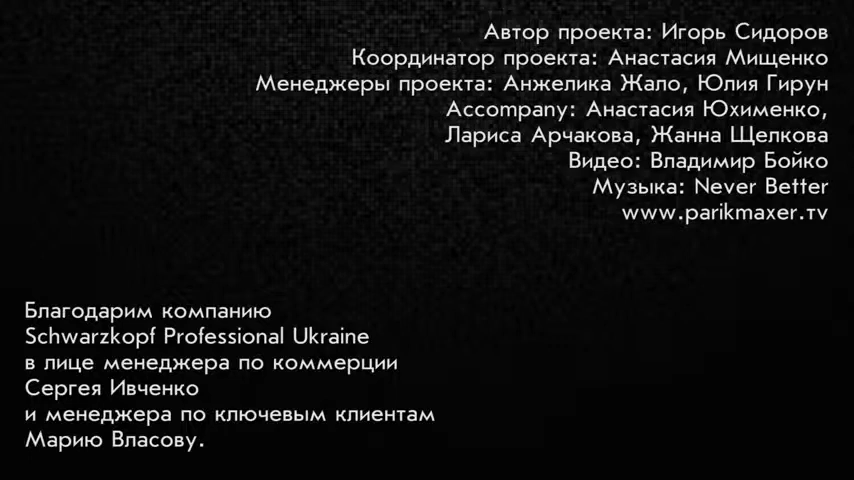 Автор проекта: Игорь Сидоров
Координатор проекта: Анастасия Мищенко
Менеджеры проекта: Анжелика Жало, Юлия Гирун
Accompany: Анастасия Юхименко,
Лариса Арчакова, Жанна Щелкова
Видео: Владимир Бойко
Музыка: Never Better
www.parikmaxer.tv
Благодарим компанию
Schwarzkopf Professional Ukraine
в лице менеджера по коммерции
Сергея Ивченко
и менеджера по ключевым клиентам
Марию Власову.